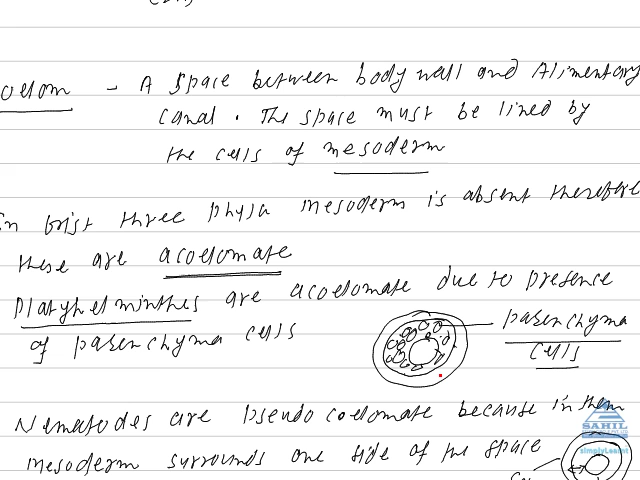 oelom - A space between body wall and Alimentary
canal . The space must be lined by
the cells of mesoderm
In first three phyla mesoderm is absent therefore
these are acoelomate
Platyhelminthes are acoelomate due to presence
of parenchyma cells
parenchyma
cells
Nematodes are pseudo coelomate because in them
mesoderm surrounds one side of the space
SAHIL
simplyLearnt